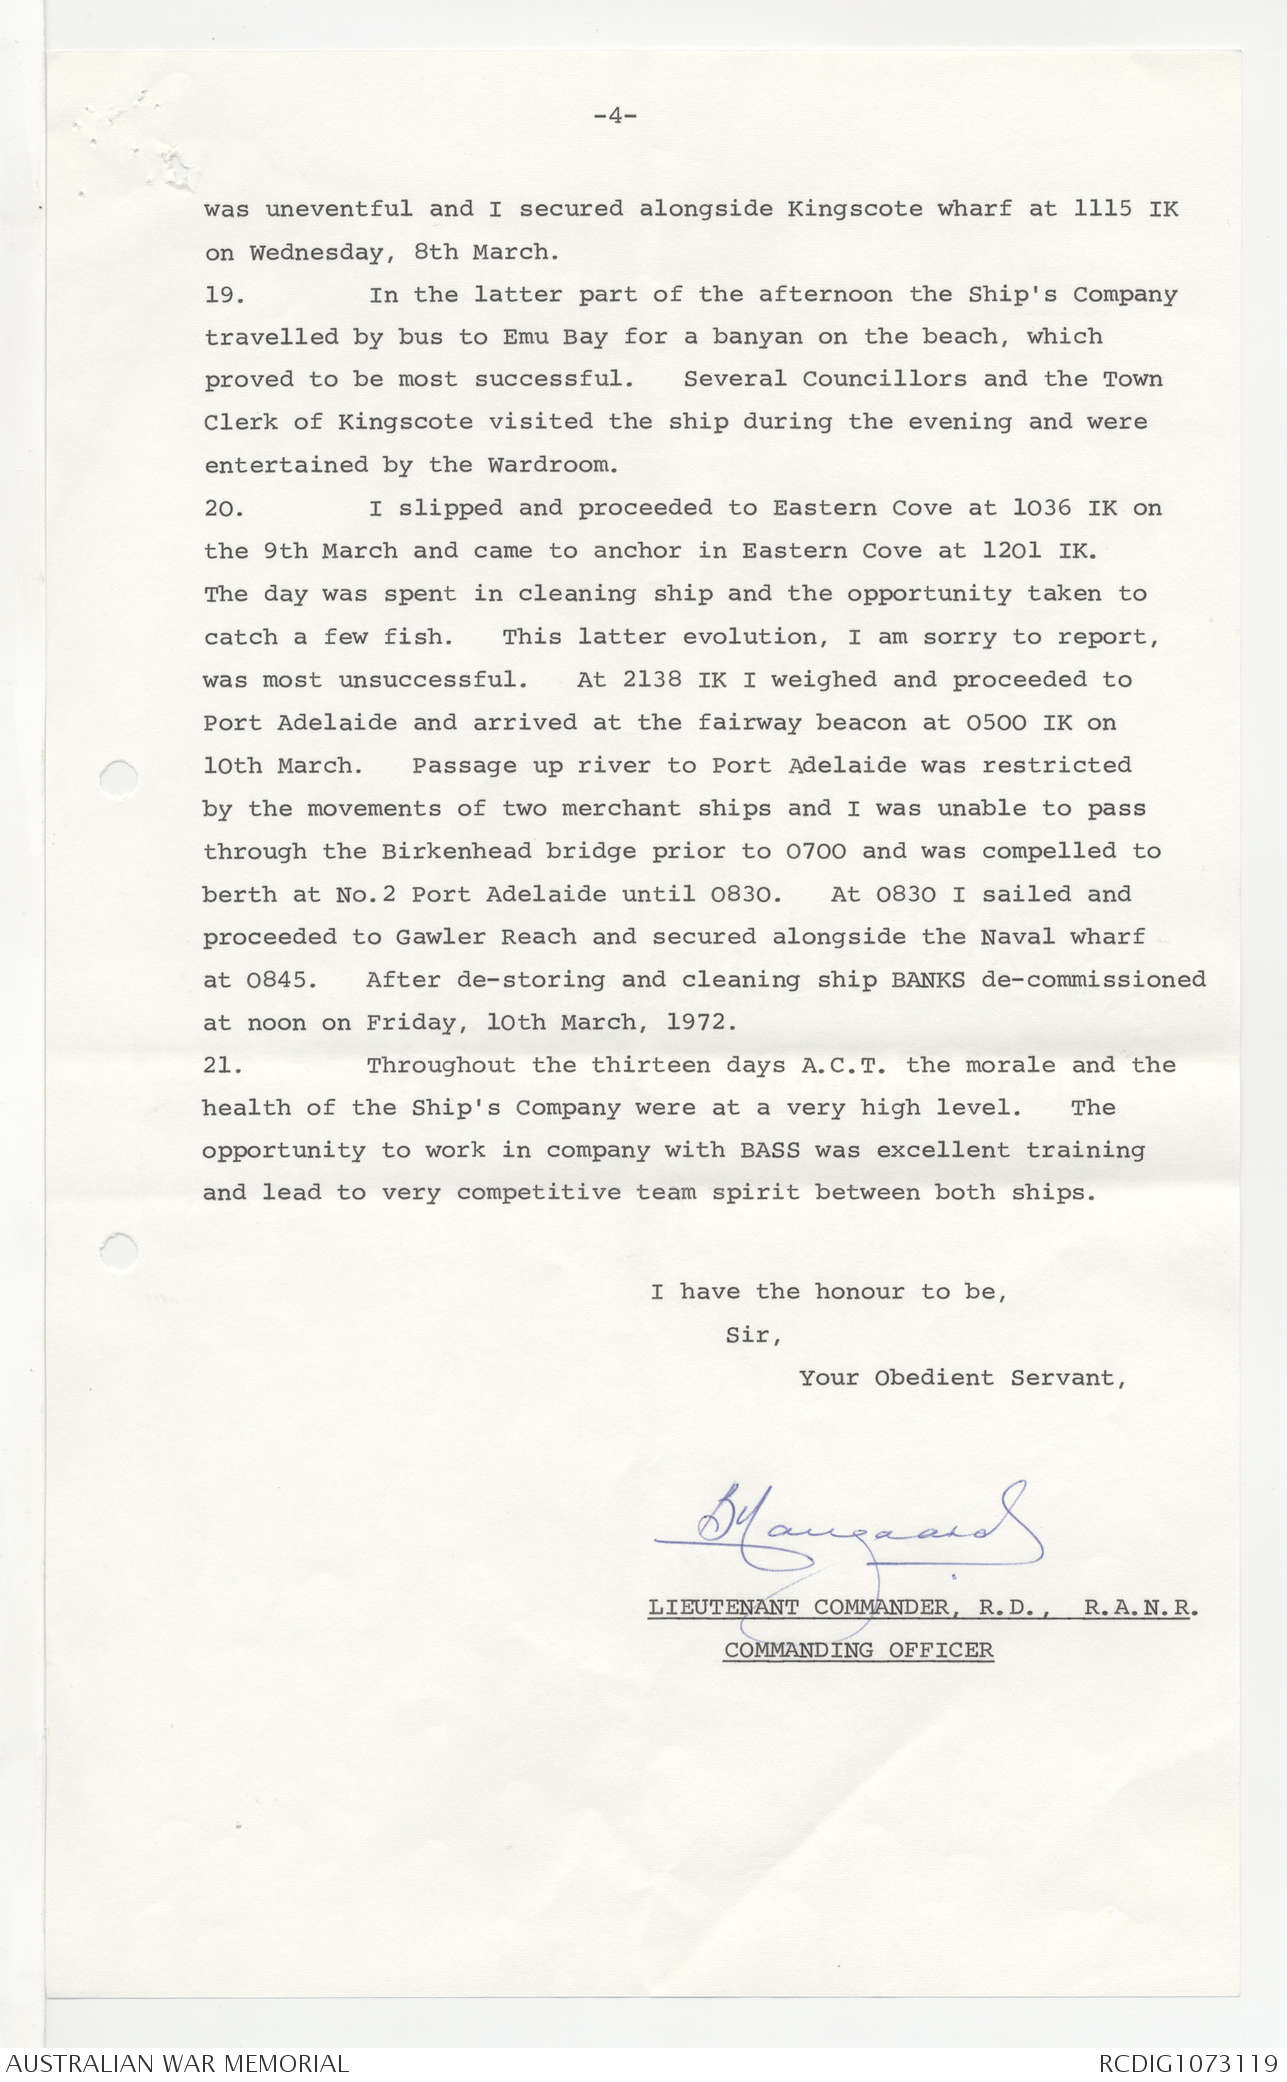 -4-
was uneventful and I secured alongside Kingscote wharf at 1115 IK
on Wednesday, 8th March.
19. In the latter part of the afternoon the Ship's Company
travelled by bus to Emu Bay for a banyan on the beach, which
proved to be most successful. Several Councillors and the Town
Clerk of Kingscote visited the ship during the evening and were
entertained by the Wardroom.
20. I slipped and proceeded to Eastern Cove at 1036 IK on
the 9th March and came to anchor in Eastern Cove at 1201 IK.
The day was spent in cleaning ship and the opportunity taken to
catch a few fish. This latter evolution, I am sorry to report,
was most unsuccessful. At 2138 IK I weighed and proceeded to
Port Adelaide and arrived at the fairway beacon at 0500 IK on
10th March. Passage up river to Port Adelaide was restricted
by the movements of two merchant ships and I was unable to pass
through the Birkenhead bridge prior to 0700 and was compelled to
berth at No.2 Port Adelaide until 0830. At 0830 I sailed and
proceeded to Gawler Reach and secured alongside the Naval wharf
at 0845. After de-storing and cleaning ship BANKS de-commissioned
at noon on Friday, 10th March, 1972.
21. Throughout the thirteen days A.C.T. the morale and the
health of the Ship's Company were at a very high level. The
opportunity to work in company with BASS was excellent training
and lead to very competitive team spirit between both ships.
I have the honour to be,
Sir,
Your Obedient Servant,
LIEUTENANT COMMANDER, R.D., R.A.N.R.
COMMANDING OFFICER
AUSTRALIAN WAR MEMORIAL
RCDIG1073119